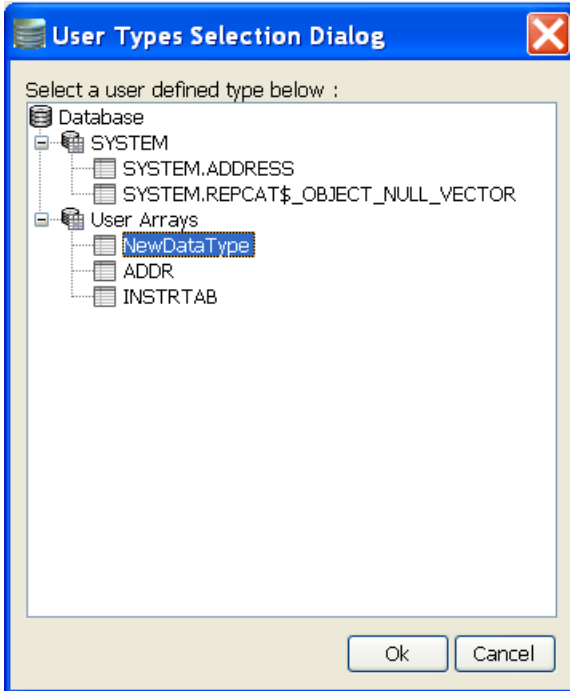 User Types Selection Dialog
Select a user defined type below :
Database
SYSTEM
SYSTEM.ADDRESS
SYSTEM.REPCAT$_OBJECT_NULL_VECTOR
User Arrays
NewDataType
ADDR
INSTRTAB
Ok Cancel